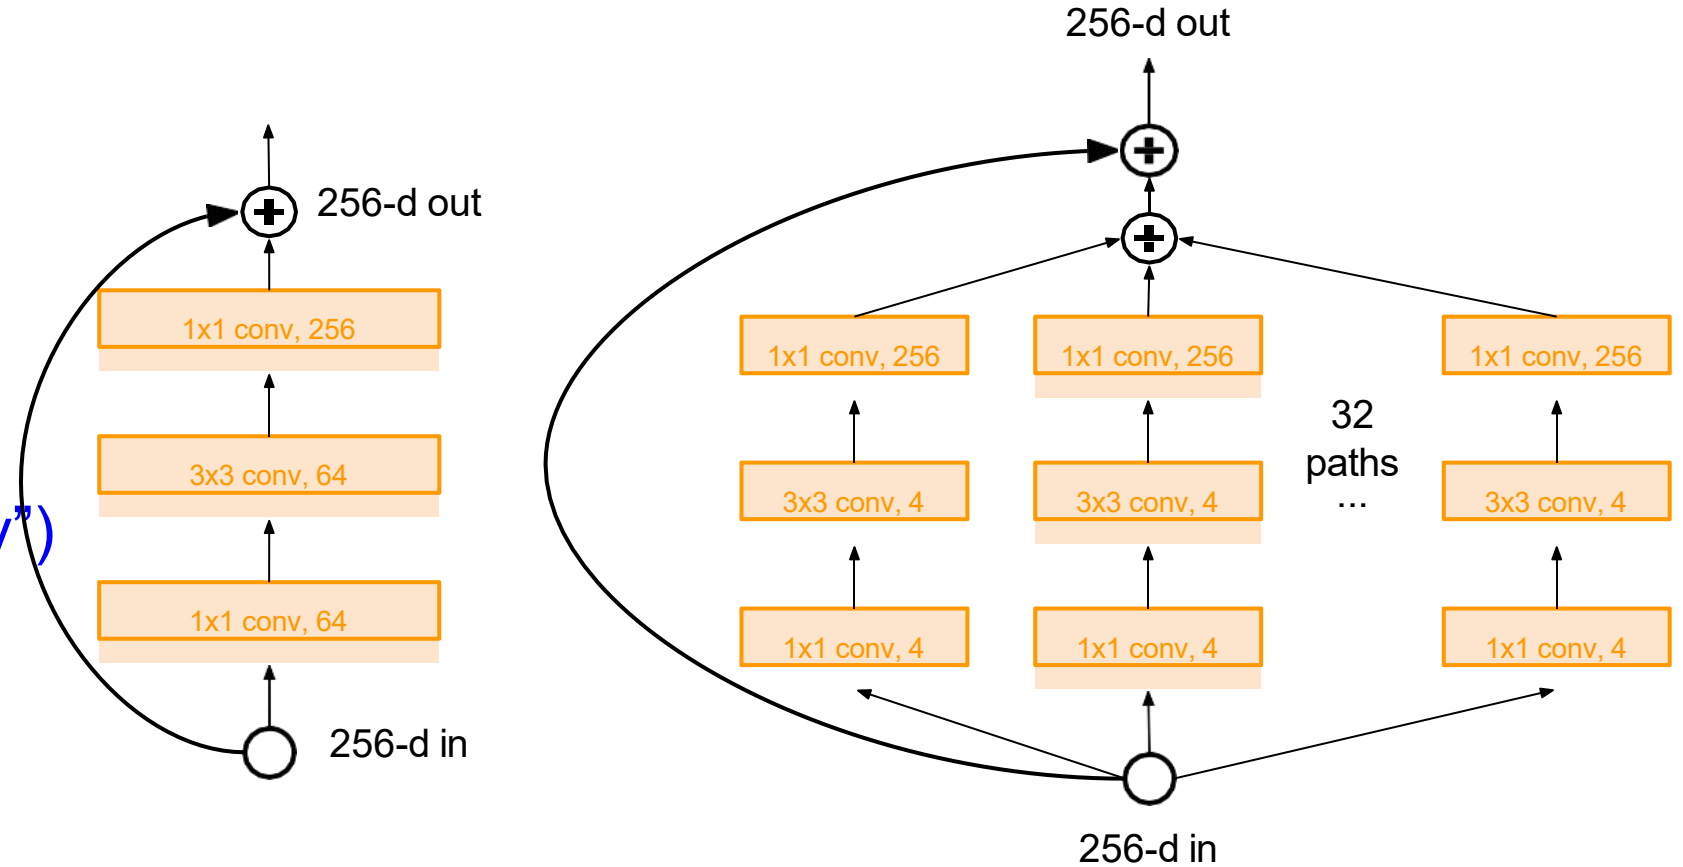 256-d out
1x1 conv, 256
3x3 conv, 64
1x1 conv, 64
256-d in
y”)
256-d out
1x1 conv, 256
1x1 conv, 256
1x1 conv, 256
32
paths
...
3x3 conv, 4
3x3 conv, 4
3x3 conv, 4
1x1 conv, 4
1x1 conv, 4
1x1 conv, 4
256-d in